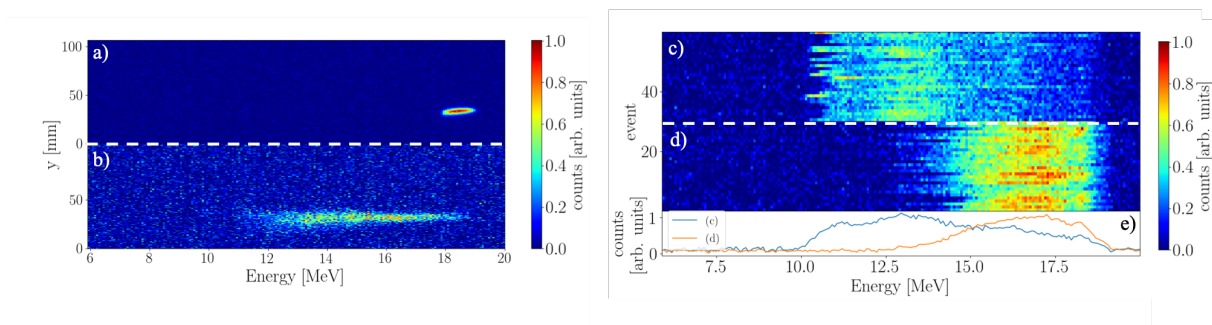 a)
b)
100
50
0
50
0
y [mm]
6 8 10 12 14 16 18 20
Energy [MeV]
1.0
0.8
0.6
0.4
0.2
0.0
counts [arb. units]
c)
d)
40
20
event
1.0
0.8
0.6
0.4
0.2
0.0
counts [arb. units]
e)
(c)
(d)
1
0
counts
[arb. units]
7.5 10.0 12.5 15.0 17.5
Energy [MeV]